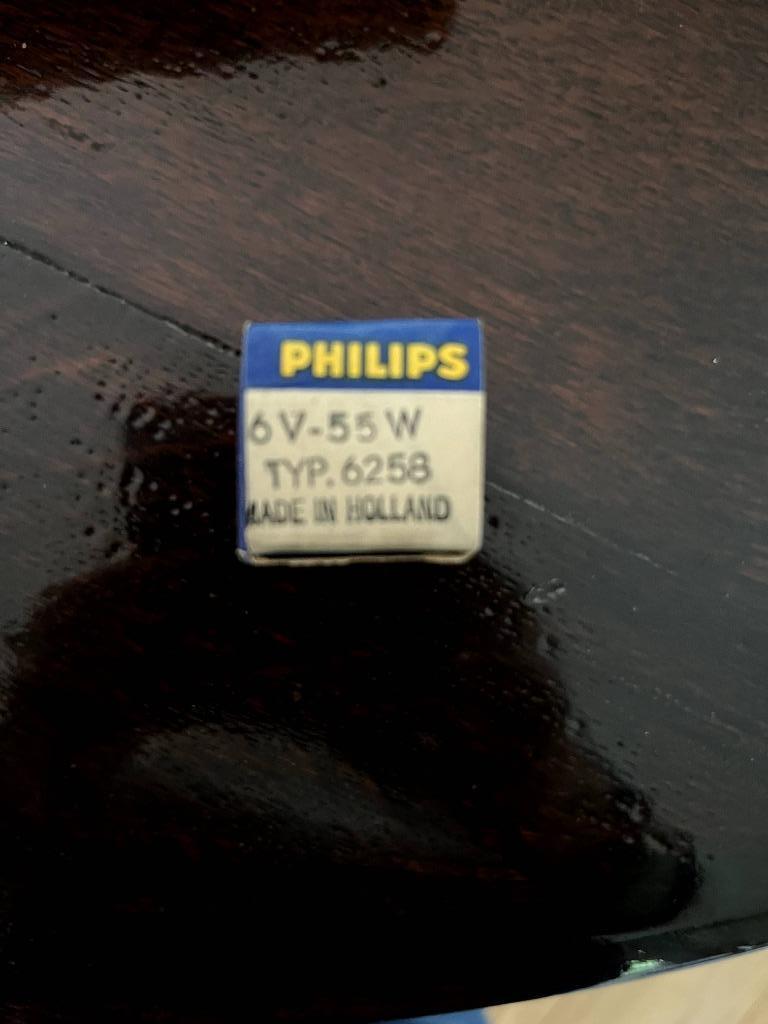 PHILIPS
6V-55W
TYP. 6258
MADE IN HOLLAND